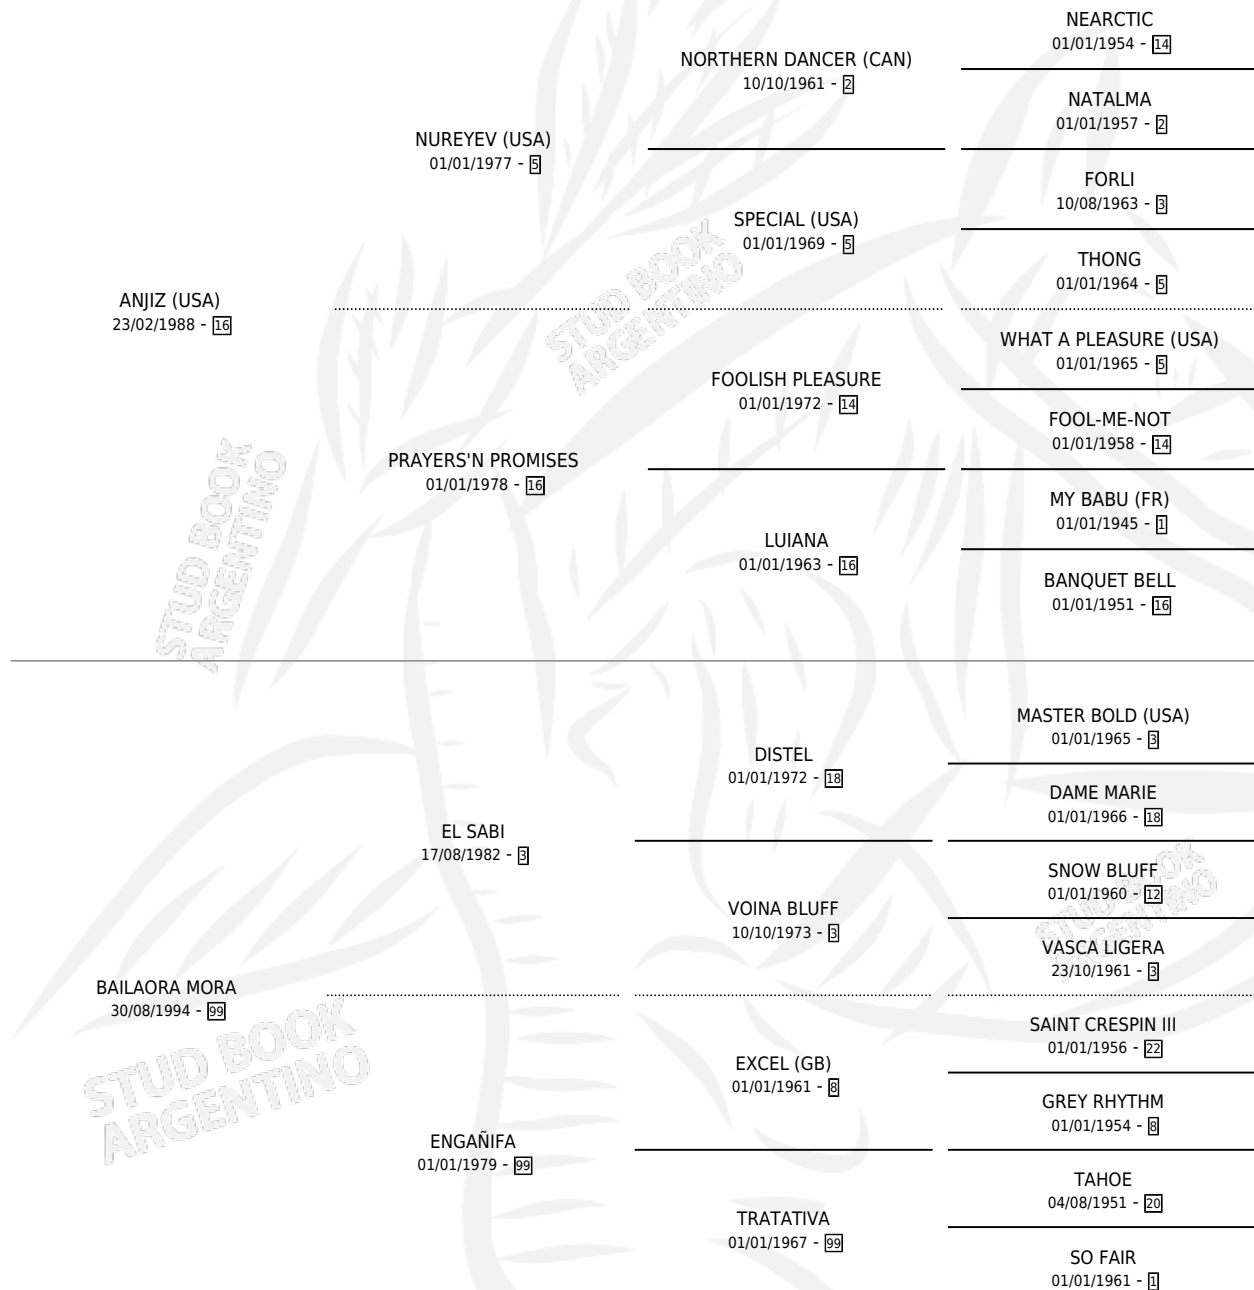 NEARCTIC
01/01/1954 - 14
NORTHERN DANCER (CAN)
10/10/1961 - 2
NATALMA
01/01/1957 - 2
NUREYEV (USA)
01/01/1977 - 5
FORLI
10/08/1963 - 3
SPECIAL (USA)
01/01/1969 - 5
THONG
01/01/1964 - 5
ANJIZ (USA)
23/02/1988 - 16
STUD BOOK
ARGENTINO
WHAT A PLEASURE (USA)
01/01/1965 - 5
FOOLISH PLEASURE
01/01/1972 - 14
FOOL-ME-NOT
01/01/1958 - 14
PRAYERS'N PROMISES
01/01/1978 - 16
MY BABU (FR)
01/01/1945 - 1
LUIANA
01/01/1963 - 16
BANQUET BELL
01/01/1951 - 16
STUD BOOK
ARGENTINO
MASTER BOLD (USA)
01/01/1965 - 3
DISTEL
01/01/1972 - 18
DAME MARIE
01/01/1966 - 18
EL SABI
17/08/1982 - 3
SNOW BLUFF
01/01/1960 - 12
STUD BOOK
ARGENTINO
VOINA BLUFF
10/10/1973 - 3
VASCA LIGERA
23/10/1961 - 3
BAILAORA MORA
30/08/1994 - 99
STUD BOOK
ARGENTINO
SAINT CRESPIN III
01/01/1956 - 22
EXCEL (GB)
01/01/1961 - 8
GREY RHYTHM
01/01/1954 - 8
ENGAÑIFA
01/01/1979 - 99
TAHOE
04/08/1951 - 20
TRATATIVA
01/01/1967 - 99
SO FAIR
01/01/1961 - 1